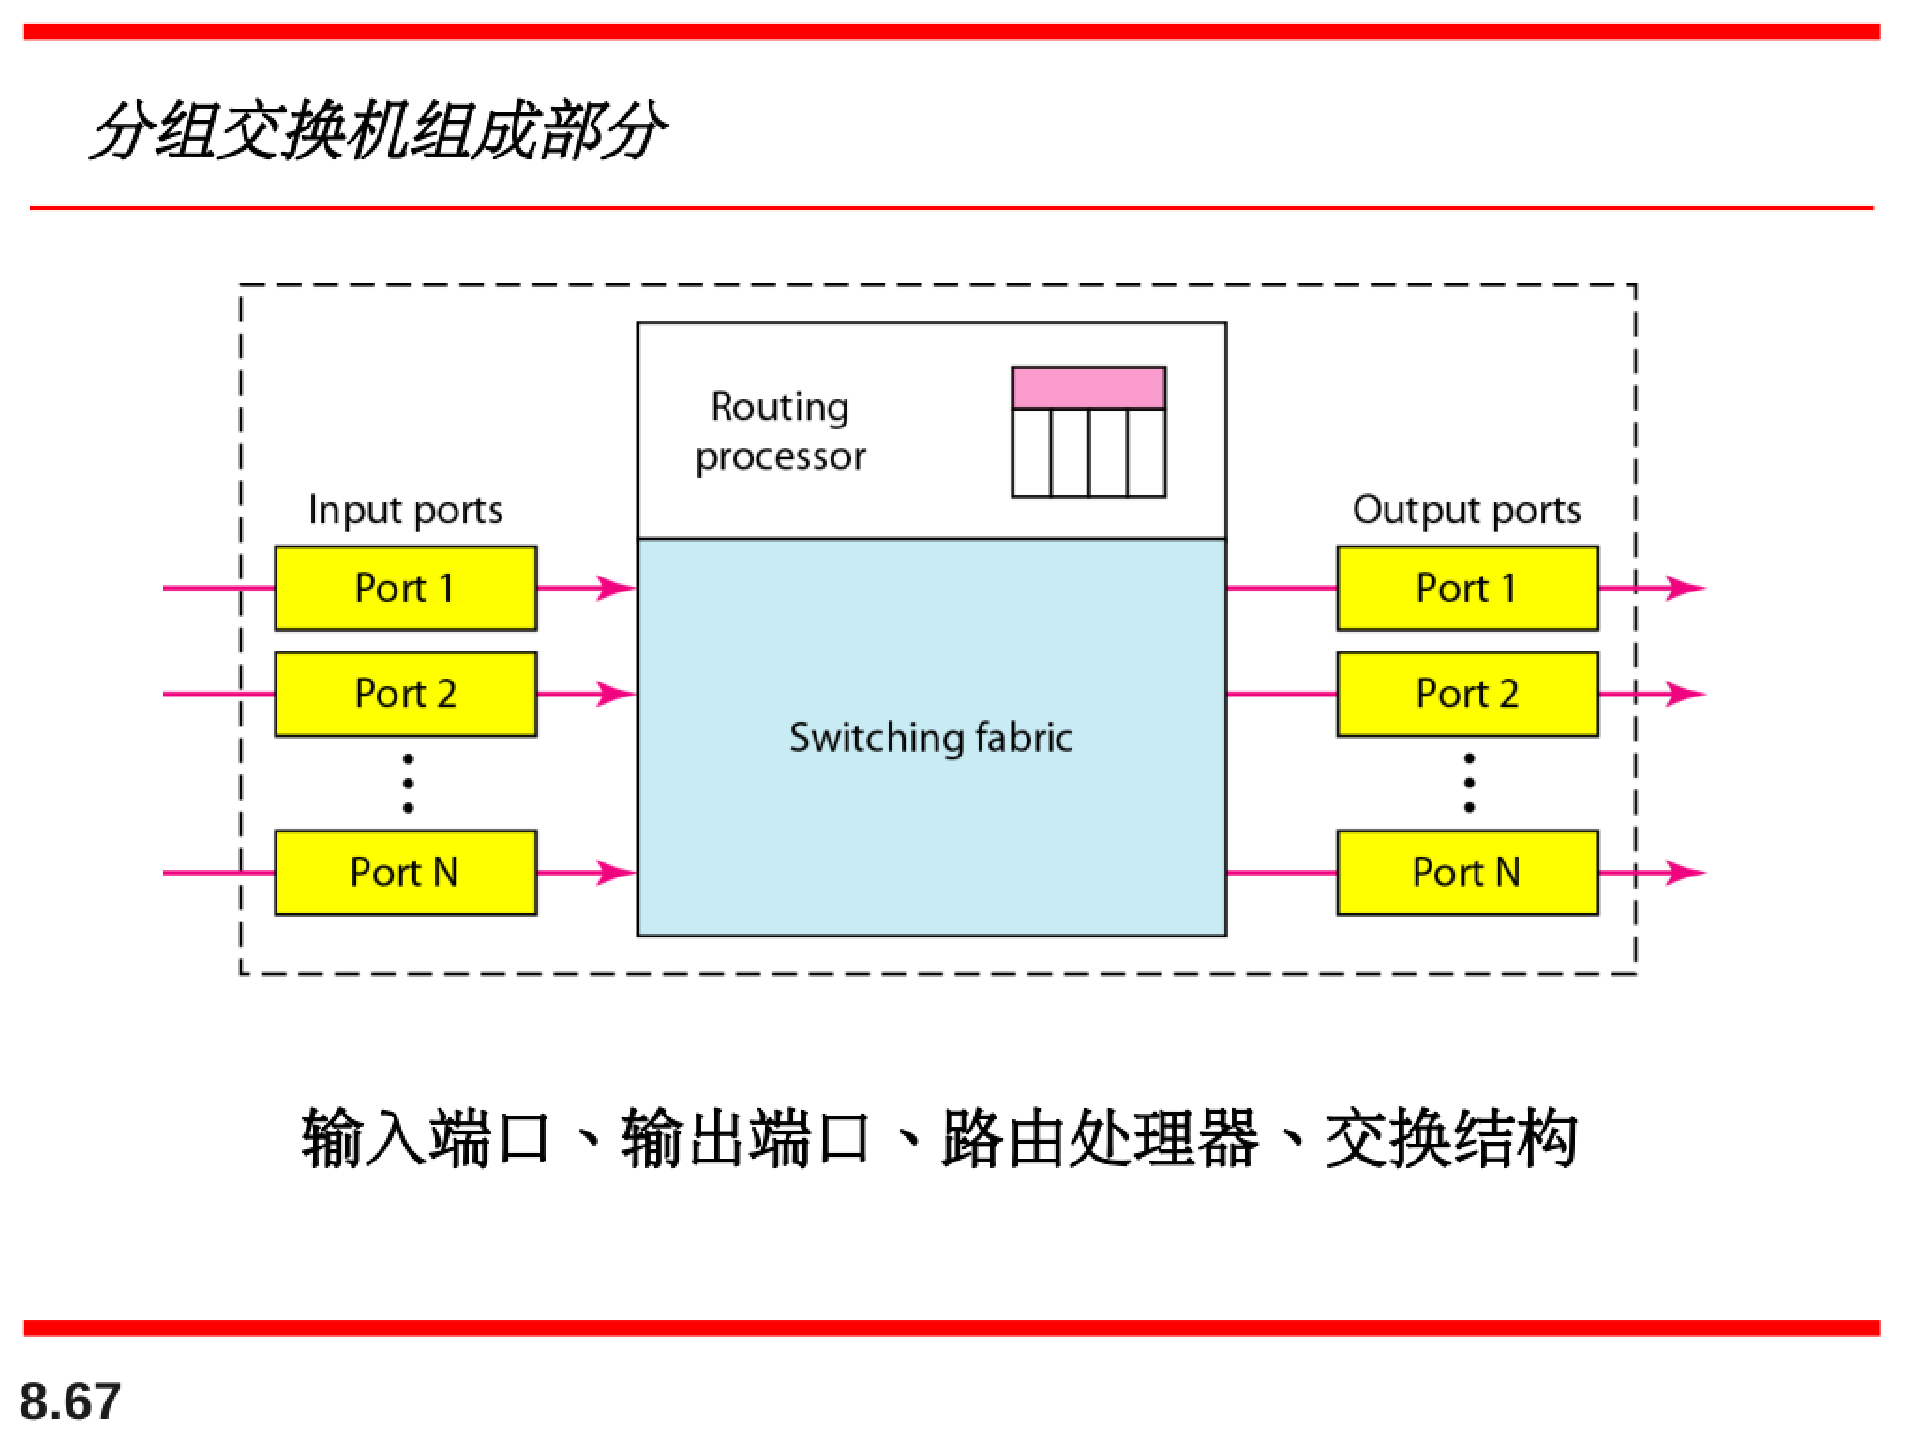 分组交换机组成部分
Routing
processor
Input ports
Output ports
Port 1
Port 1
Port 2
Port 2
Switching fabric
Port N
Port N
输入端口、输出端口、路由处理器、交换结构
8.67